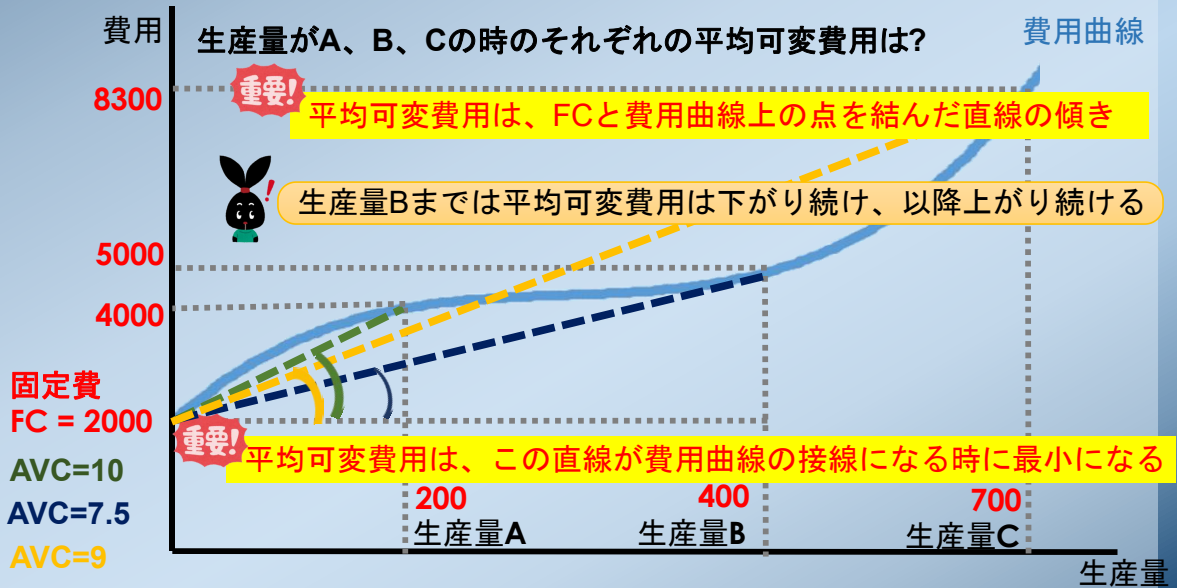 費用
生産量がA、B、Cの時のそれぞれの平均可変費用は?
費用曲線
8300
重要!
平均可変費用は、FCと費用曲線上の点を結んだ直線の傾き
!
生産量Bまでは平均可変費用は下がり続け、以降上がり続ける
5000
4000
固定費
FC = 2000
重要!
平均可変費用は、この直線が費用曲線の接線になる時に最小になる
AVC=10
AVC=7.5
AVC=9
200
400
700
生産量A
生産量B
生産量C
生産量